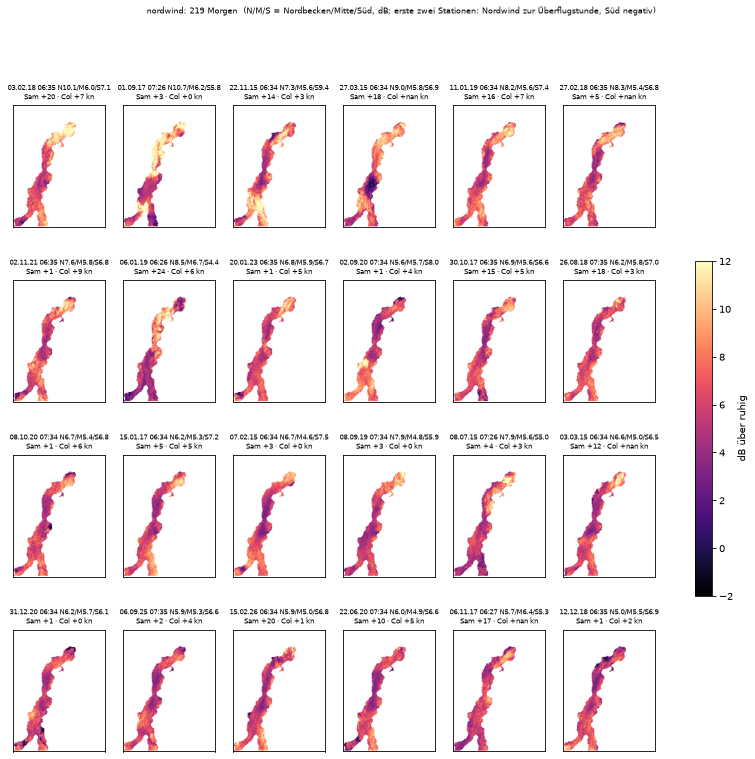 nordwind: 219 Morgen (N/M/S = Nordbecken/Mitte/Süd, dB; erste zwei Stationen: Nordwind zur Überflugstunde, Süd negativ)
03.02.18 06:35 N10.1/M6.0/S7.1
Sam +20 · Col +7 kn
01.09.17 07:26 N10.7/M6.2/S5.8
Sam +3 · Col +0 kn
22.11.15 06:34 N7.3/M5.6/S9.4
Sam +14 · Col +3 kn
27.03.15 06:35 N9.0/M5.8/S6.9
Sam +18 · Col +nan kn
11.01.19 06:34 N8.2/M5.6/S7.2
Sam +16 · Col +7 kn
27.02.18 06:35 N8.3/M5.4/S6.8
Sam +5 · Col +nan kn
02.11.21 06:35 N7.6/M5.8/S6.8
Sam +1 · Col +9 kn
06.01.19 06:26 N8.5/M6.7/S4.4
Sam +24 · Col +6 kn
20.01.23 06:35 N6.8/M5.9/S6.7
Sam +1 · Col +5 kn
02.09.20 07:34 N5.6/M5.7/S8.0
Sam +1 · Col +4 kn
30.10.17 06:35 N6.9/M5.6/S6.6
Sam +15 · Col +5 kn
26.08.18 07:35 N6.2/M5.8/S7.0
Sam +18 · Col +3 kn
08.10.20 07:34 N6.7/M5.4/S6.8
Sam +1 · Col +6 kn
15.01.17 06:34 N6.2/M5.3/S7.2
Sam +5 · Col +5 kn
07.02.15 06:34 N6.7/M4.6/S7.5
Sam +3 · Col +0 kn
08.09.19 07:34 N7.9/M4.8/S5.9
Sam +3 · Col +0 kn
08.07.15 07:26 N7.9/M5.6/S5.0
Sam +4 · Col +3 kn
03.03.15 06:34 N6.6/M5.0/S6.5
Sam +12 · Col +nan kn
31.12.20 06:34 N6.2/M5.7/S6.1
Sam +1 · Col +0 kn
06.09.25 07:35 N5.9/M5.3/S6.6
Sam +2 · Col +4 kn
15.02.26 06:34 N5.9/M5.0/S6.8
Sam +20 · Col +1 kn
22.06.20 07:34 N6.0/M4.9/S6.6
Sam +10 · Col +5 kn
06.11.17 06:27 N5.7/M6.4/S5.3
Sam +17 · Col +nan kn
12.12.18 06:35 N5.0/M5.5/S6.9
Sam +1 · Col +2 kn
12
10
8
6
4
2
0
−2
dB über ruhig